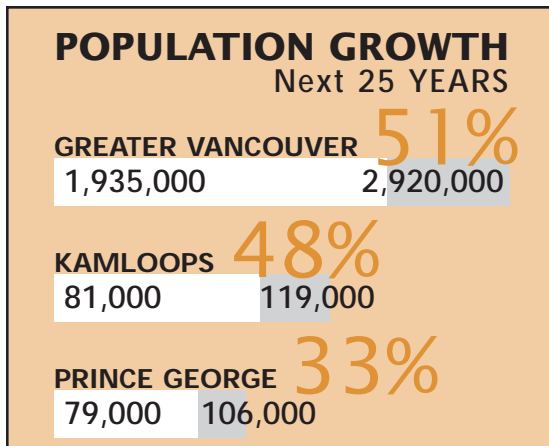 POPULATION GROWTH
Next 25 YEARS
GREATER VANCOUVER 51%
1,935,000 2,920,000
KAMLOOPS 48%
81,000 119,000
PRINCE GEORGE 33%
79,000 106,000